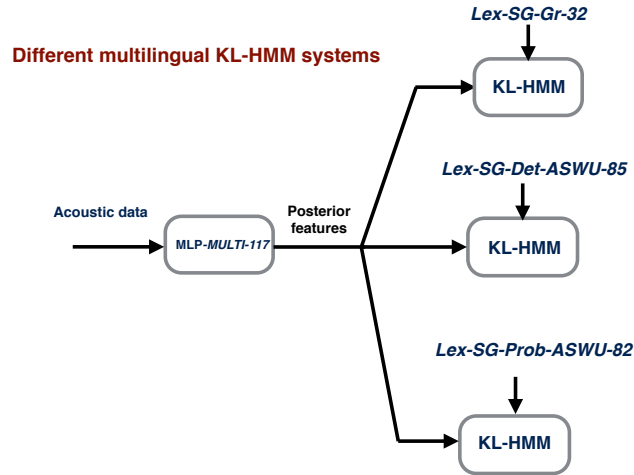 Lex-SG-Gr-32
Different multilingual KL-HMM systems
KL-HMM
Lex-SG-Det-ASWU-85
Acoustic data
Posterior
features
MLP-MULTI-117
KL-HMM
Lex-SG-Prob-ASWU-82
KL-HMM